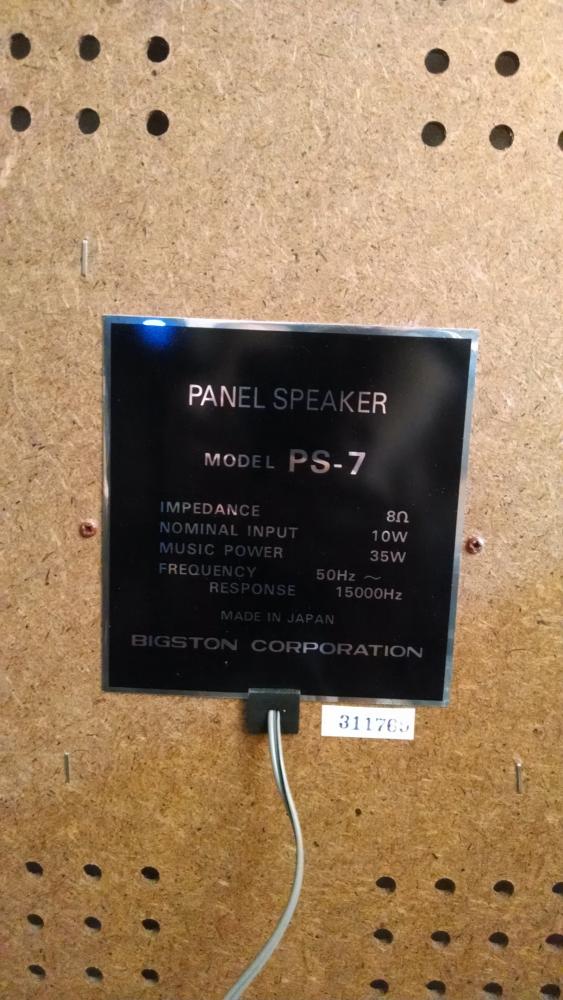 PANEL SPEAKER
MODEL PS-7
IMPEDANCE 8Ω
NOMINAL INPUT 10W
MUSIC POWER 35W
FREQUENCY 50Hz ~
RESPONSE 15000Hz
MADE IN JAPAN
BIGSTON CORPORATION